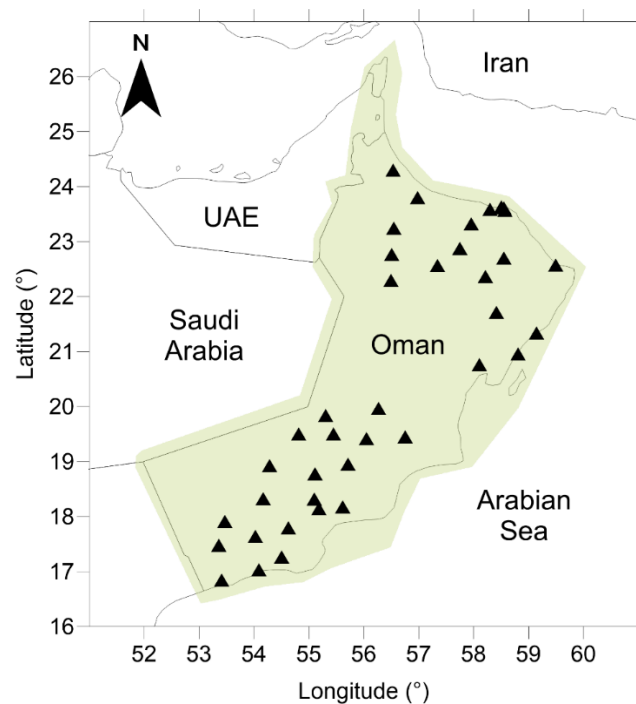 N
Iran
UAE
Saudi
Arabia
Oman
Arabian
Sea
Latitude (°)
26
25
24
23
22
21
20
19
18
17
16
52 53 54 55 56 57 58 59 60
Longitude (°)